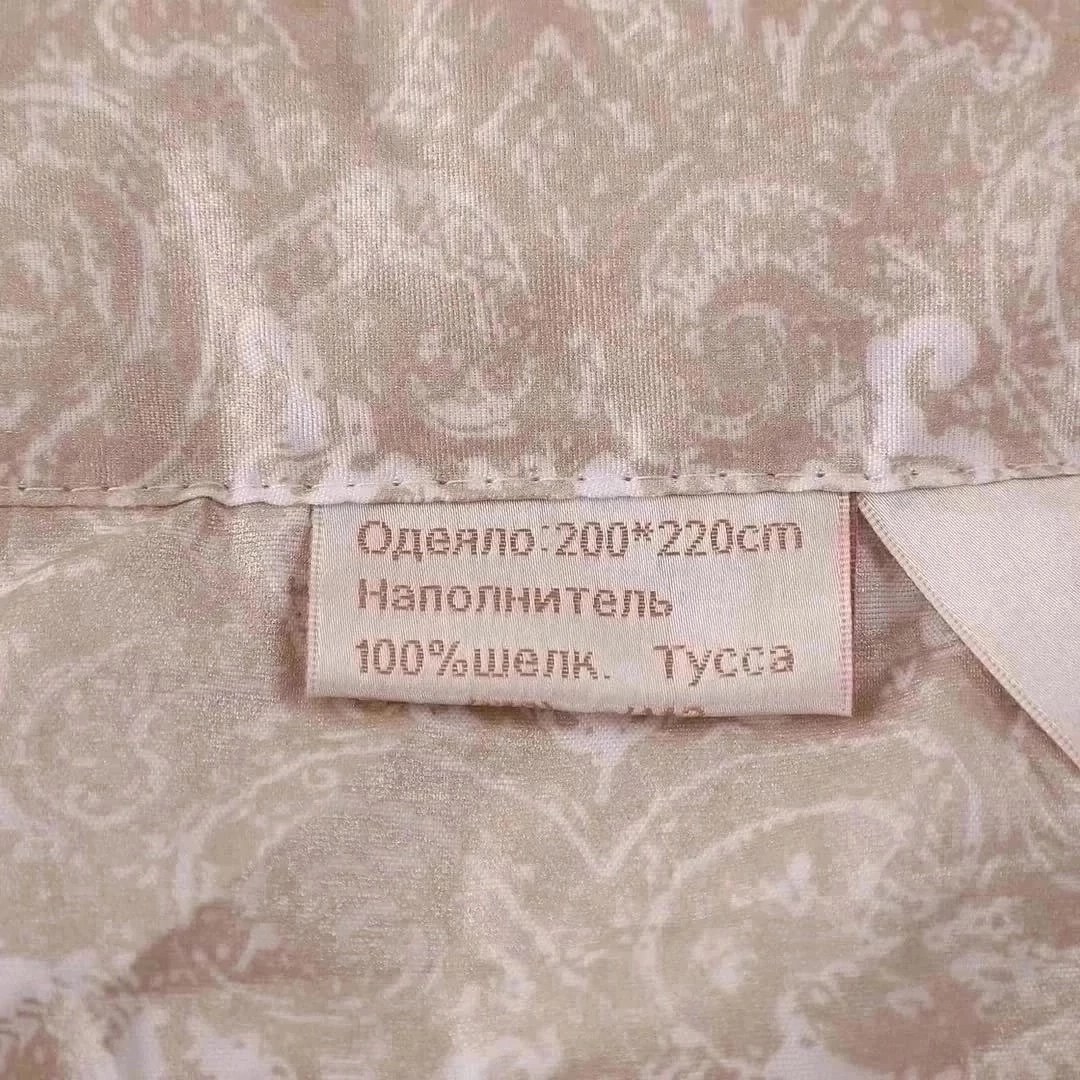 Одеяло:200*220cm
Наполнитель
100%шелк. Тусса